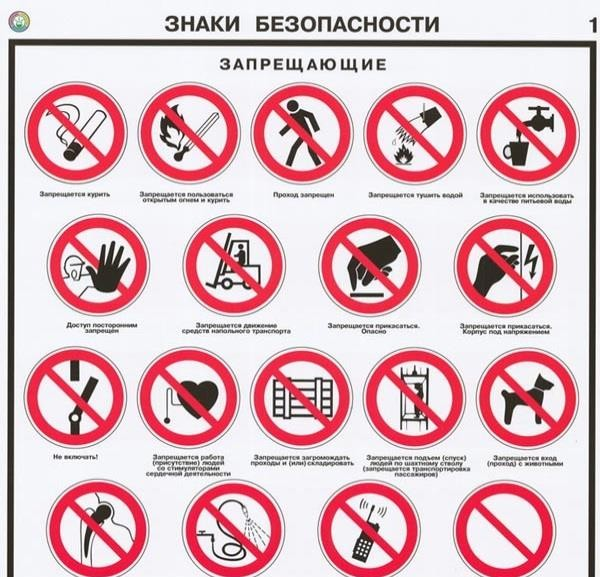 ЗНАКИ БЕЗОПАСНОСТИ
1
ЗАПРЕЩАЮЩИЕ
Запрещается курить
Запрещается пользоваться
открытым огнем и курить
Проход запрещен
Запрещается тушить водой
Запрещается использовать
в качестве питьевой воды
Доступ посторонним
запрещен
Запрещается движение
средств напольного транспорта
Запрещается прикасаться.
Опасно
Запрещается прикасаться.
Корпус под напряжением
Не включать!
Запрещается работа
(присутствие) людей
со стимуляторами
сердечной деятельности
Запрещается загромождать
проходы и (или) складировать
Запрещается подъем (спуск)
людей по шахтному стволу
(запрещается транспортировка
пассажиров)
Запрещается вход
(проход) с животными